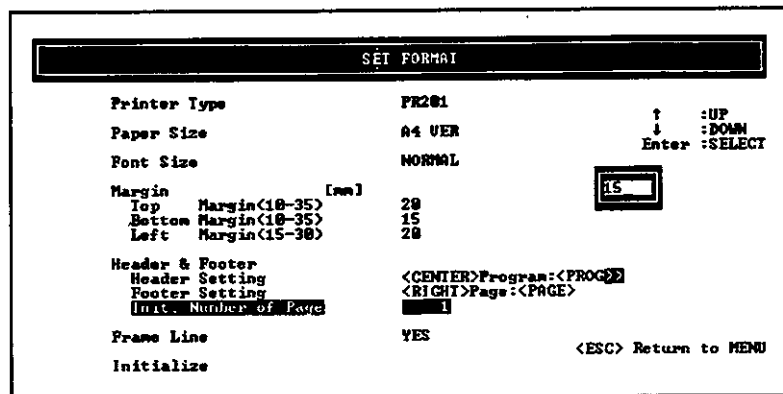 SET FORMAT
Printer Type PR201
↑ :UP
Paper Size A4 VER
↓ :DOWN
Enter :SELECT
Font Size NORMAL
Margin [mm]
15
Top Margin(10-35) 20
Bottom Margin(10-35) 15
Left Margin(15-30) 20
Header & Footer
Header Setting <CENTER>Program:<PROG>>
Footer Setting <RIGHT>Page:<PAGE>
Init. Number of Page 1
Frame Line YES
<ESC> Return to MENU
Initialize